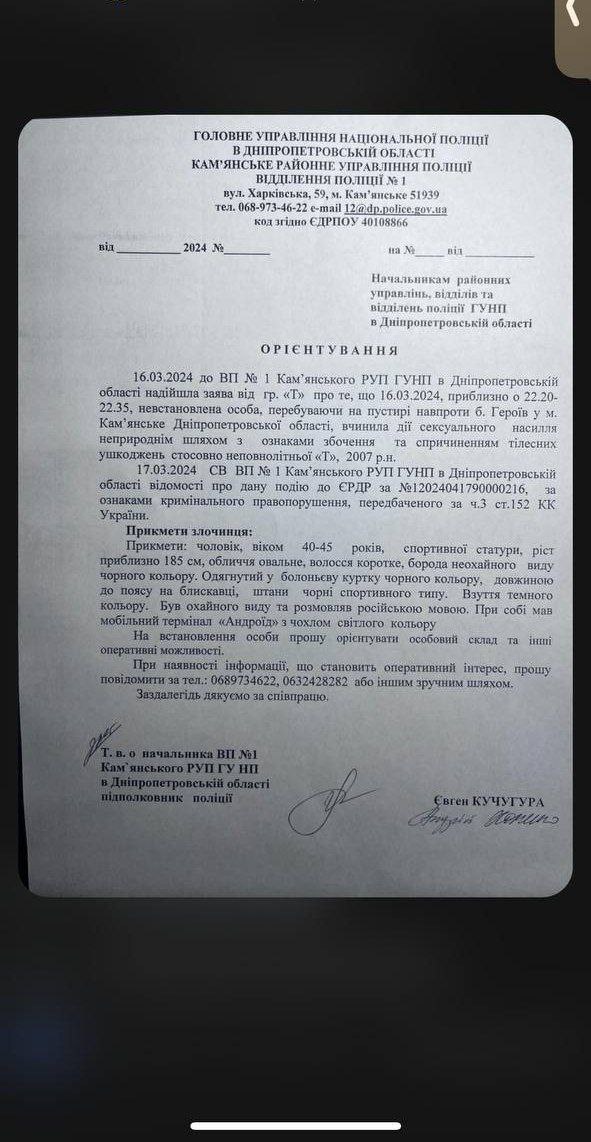 ГОЛОВНЕ УПРАВЛІННЯ НАЦІОНАЛЬНОЇ ПОЛІЦІЇ
В ДНІПРОПЕТРОВСЬКІЙ ОБЛАСТІ
КАМ’ЯНСЬКЕ РАЙОННЕ УПРАВЛІННЯ ПОЛІЦІЇ
ВІДДІЛЕННЯ ПОЛІЦІЇ № 1
вул. Харківська, 59, м. Кам’янське 51939
тел. 068-973-46-22 e-mail 12@dp.police.gov.ua
код згідно ЄДРПОУ 40108866
від ___________ 2024 №________ на №_____ від ____________
Начальникам районних
управлінь, відділів та
відділень поліції ГУНП
в Дніпропетровській області
ОРІЄНТУВАННЯ
16.03.2024 до ВП № 1 Кам’янського РУП ГУНП в Дніпропетровській
області надійшла заява від гр. «Т» про те, що 16.03.2024, приблизно о 22.20-
22.35, невстановлена особа, перебуваючи на пустирі навпроти б. Героїв у м.
Кам’янське Дніпропетровської області, вчинила дії сексуального насилля
неприроднім шляхом з ознаками збочення та спричиненням тілесних
ушкоджень стосовно неповнолітньої «Т», 2007 р.н.
17.03.2024 СВ ВП № 1 Кам’янського РУП ГУНП в Дніпропетровській
області відомості про дану подію до ЄРДР за №12024041790000216, за
ознаками кримінального правопорушення, передбаченого за ч.3 ст.152 КК
України.
Прикмети злочинця:
Прикмети: чоловік, віком 40-45 років, спортивної статури, ріст
приблизно 185 см, обличчя овальне, волосся коротке, борода неохайного виду
чорного кольору. Одягнутий у болоньєву куртку чорного кольору, довжиною
до поясу на блискавці, штани чорні спортивного типу. Взуття темного
кольору. Був охайного виду та розмовляв російською мовою. При собі мав
мобільний термінал «Андроїд» з чохлом світлого кольору
На встановлення особи прошу орієнтувати особовий склад та інші
оперативні можливості.
При наявності інформації, що становить оперативний інтерес, прошу
повідомити за тел.: 0689734622, 0632428282 або іншим зручним шляхом.
Заздалегідь дякуємо за співпрацю.
Т. в. о начальника ВП №1
Кам`янського РУП ГУ НП
в Дніпропетровській області
підполковник поліції
Євген КУЧУГУРА
Андрій